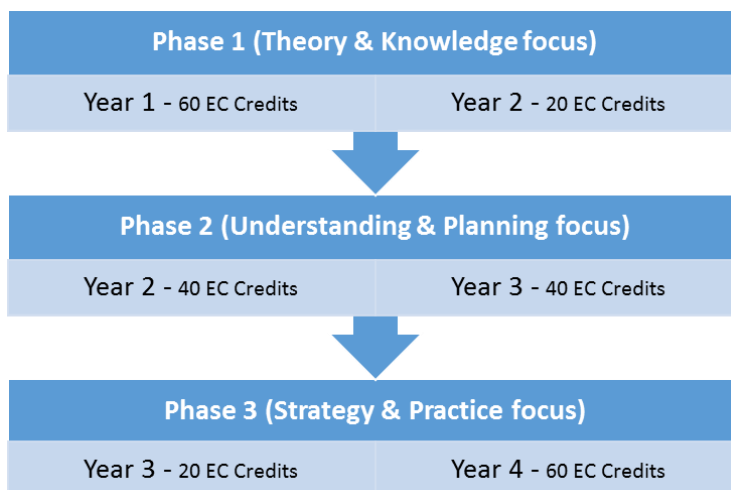 Phase 1 (Theory & Knowledge focus)
Year 1 - 60 EC Credits
Year 2 - 20 EC Credits
Phase 2 (Understanding & Planning focus)
Year 2 - 40 EC Credits
Year 3 - 40 EC Credits
Phase 3 (Strategy & Practice focus)
Year 3 - 20 EC Credits
Year 4 - 60 EC Credits